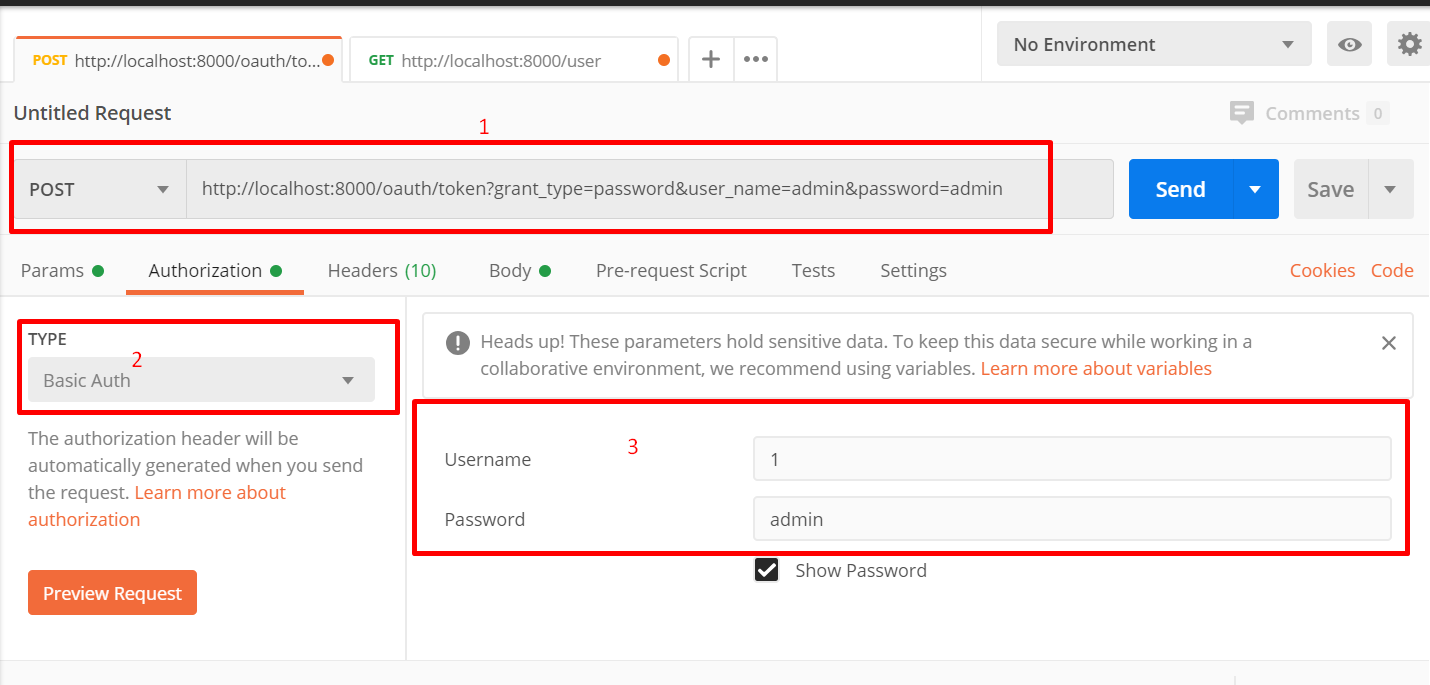 POST http://localhost:8000/oauth/to...
GET http://localhost:8000/user
No Environment
Untitled Request
Comments 0
1
POST
http://localhost:8000/oauth/token?grant_type=password&user_name=admin&password=admin
Send
Save
Params
Authorization
Headers (10)
Body
Pre-request Script
Tests
Settings
Cookies
Code
TYPE
2
Basic Auth
The authorization header will be
automatically generated when you send
the request. Learn more about
authorization
Preview Request
Heads up! These parameters hold sensitive data. To keep this data secure while working in a
collaborative environment, we recommend using variables. Learn more about variables
3
Username
1
Password
admin
Show Password